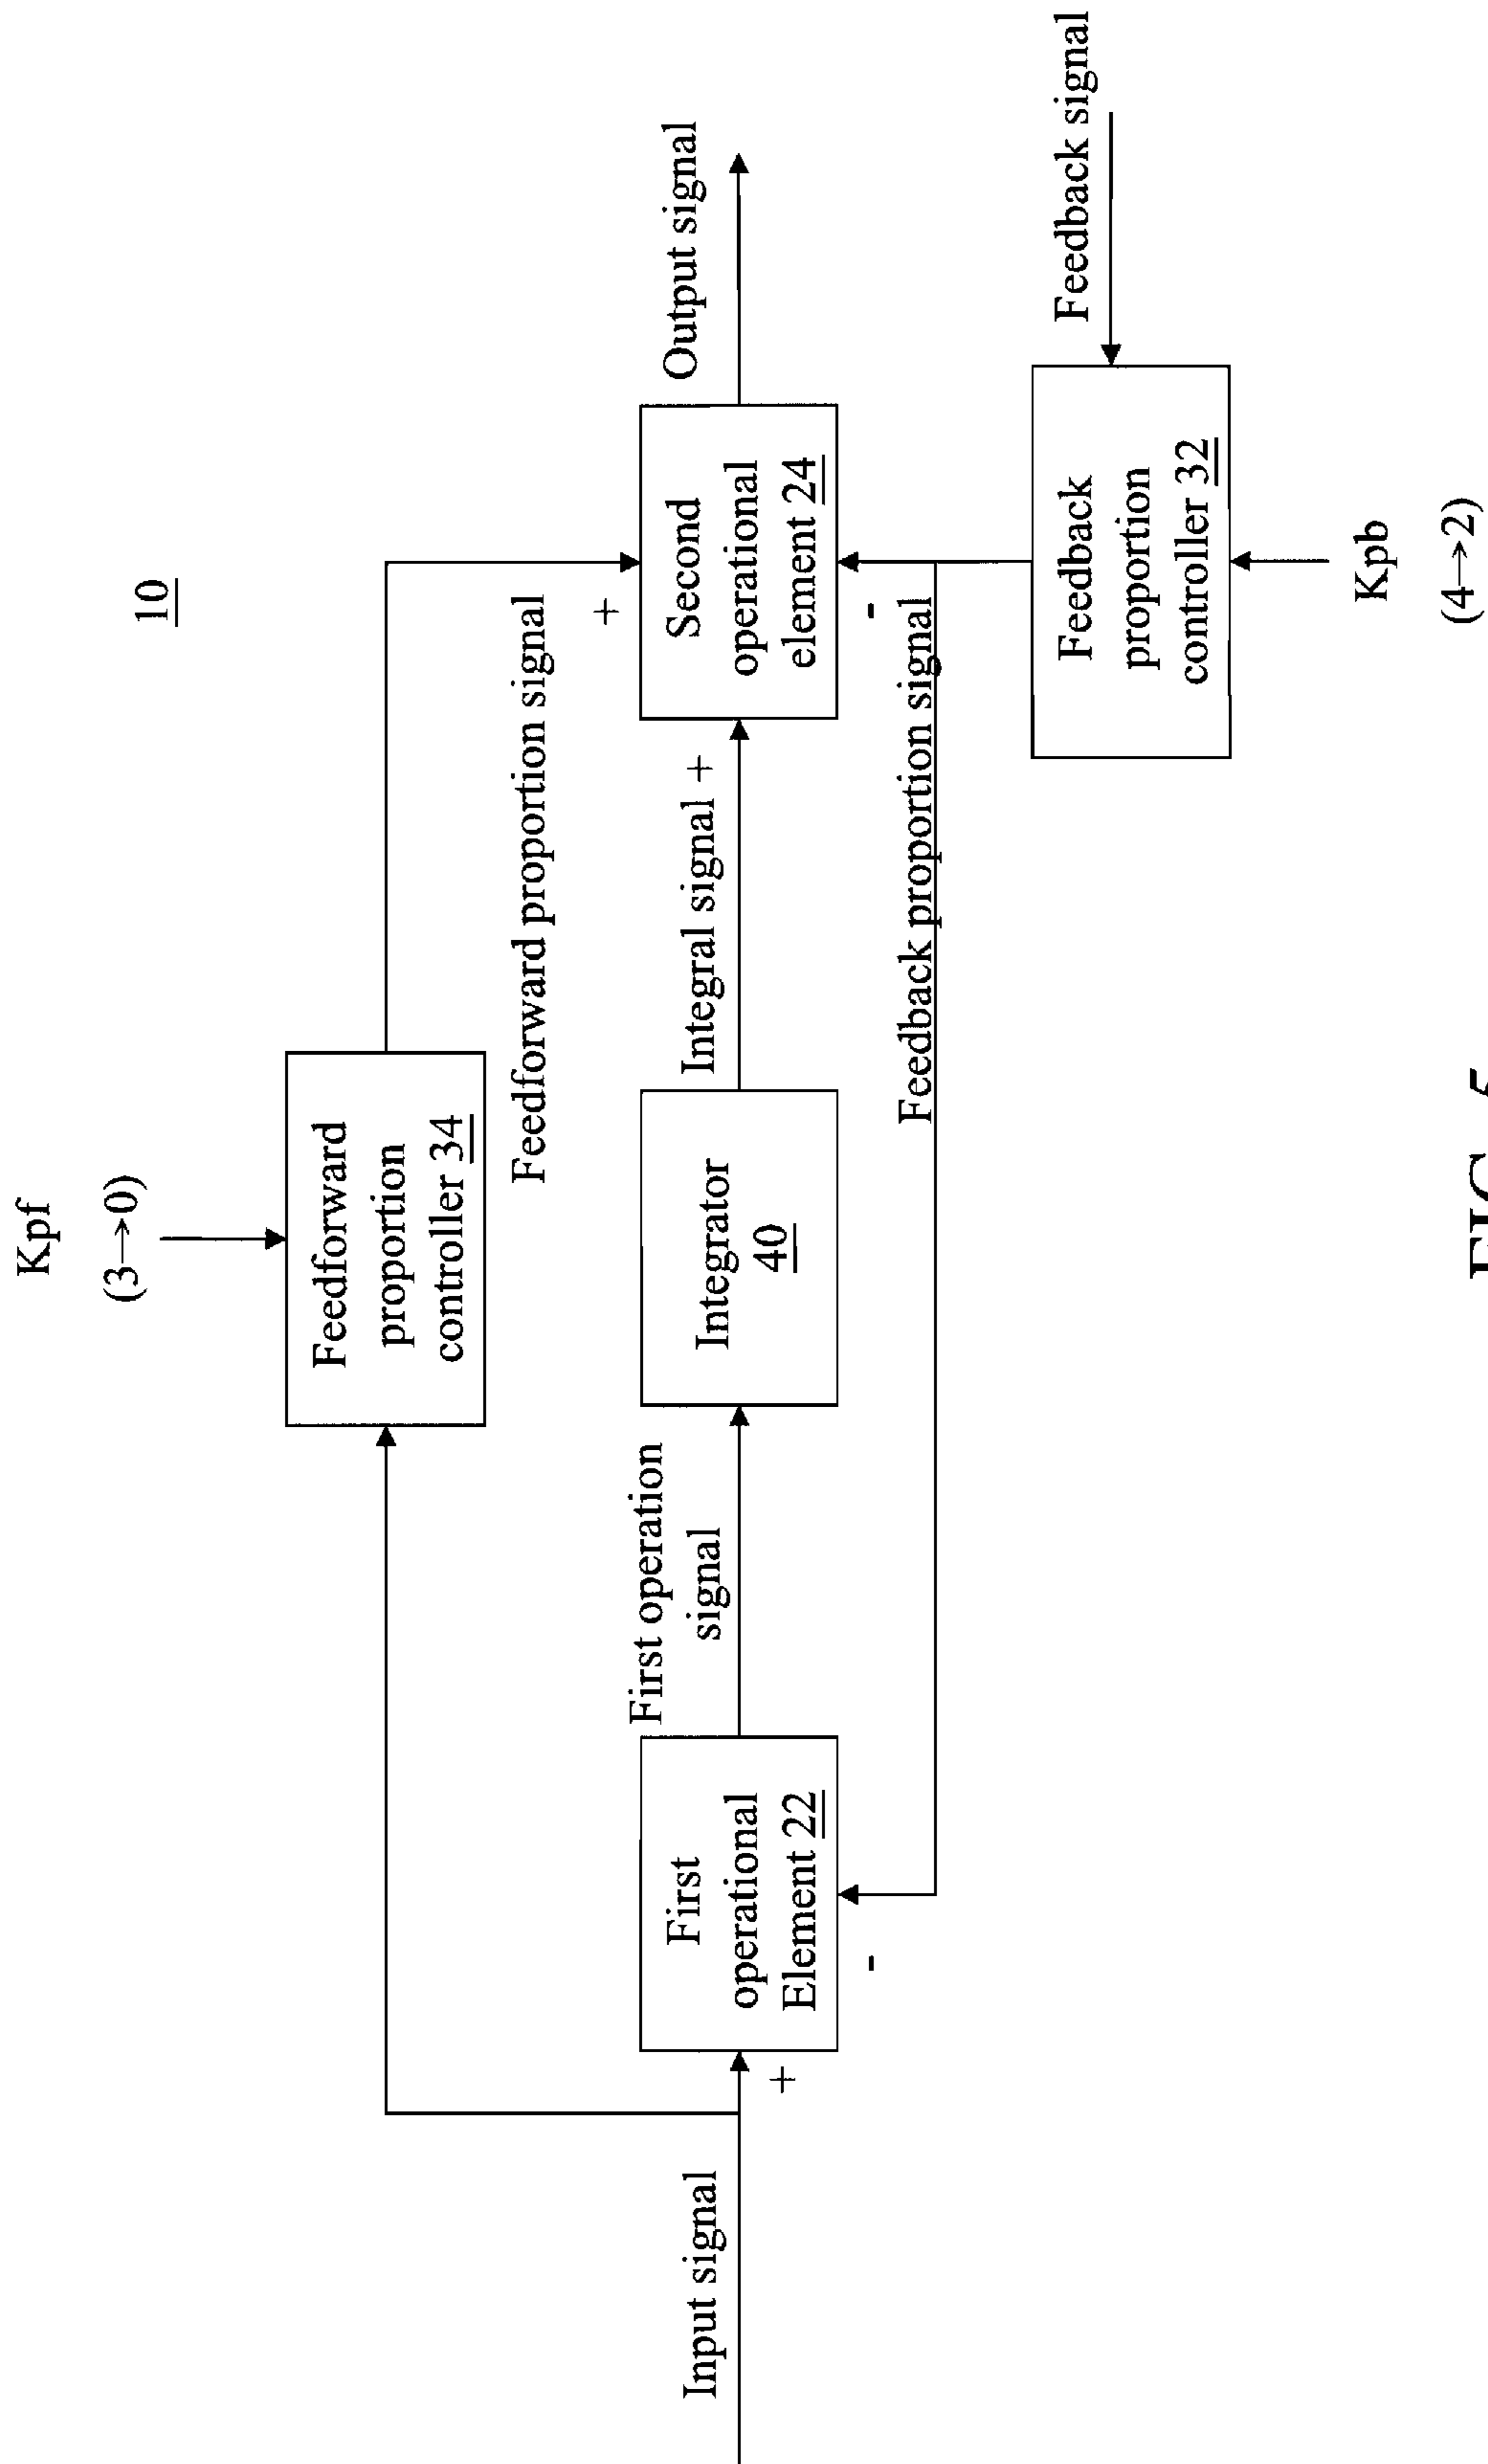 10
Kpf
(3→0)
Feedforward
proportion
controller 34
Feedforward proportion signal
+
Input signal
+
First
operational
Element 22
-
First operation
signal
Integrator
40
Integral signal +
Second
operational
element 24
-
Output signal
Feedback proportion signal
Feedback signal
Feedback
proportion
controller 32
Kpb
(4→2)
FIG. 5